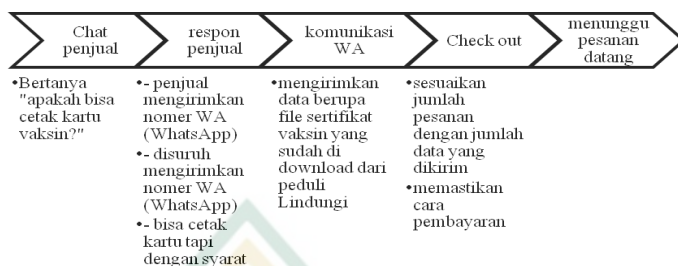 Chat
penjual
respon
penjual
komunikasi
WA
Check out
menunggu
pesanan
datang
•Bertanya
"apakah bisa
cetak kartu
vaksin?"
•- penjual
mengirimkan
nomer WA
(WhatsApp)
•- disuruh
mengirimkan
nomer WA
(WhatsApp)
•- bisa cetak
kartu tapi
dengan syarat
•mengirimkan
data berupa
file sertifikat
vaksin yang
sudah di
download dari
peduli
Lindungi
•sesuaikan
jumlah
pesanan
dengan jumlah
data yang
dikirim
•memastikan
cara
pembayaran